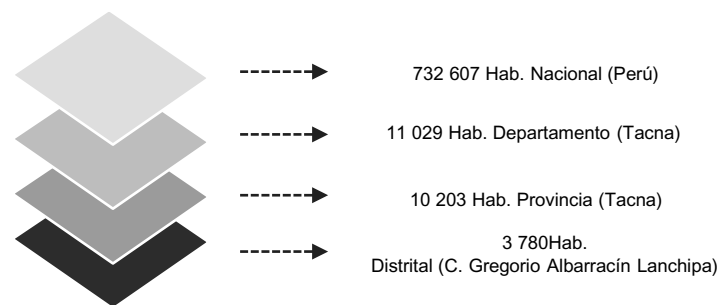 732 607 Hab. Nacional (Perú)
11 029 Hab. Departamento (Tacna)
10 203 Hab. Provincia (Tacna)
3 780Hab.
Distrital (C. Gregorio Albarracín Lanchipa)